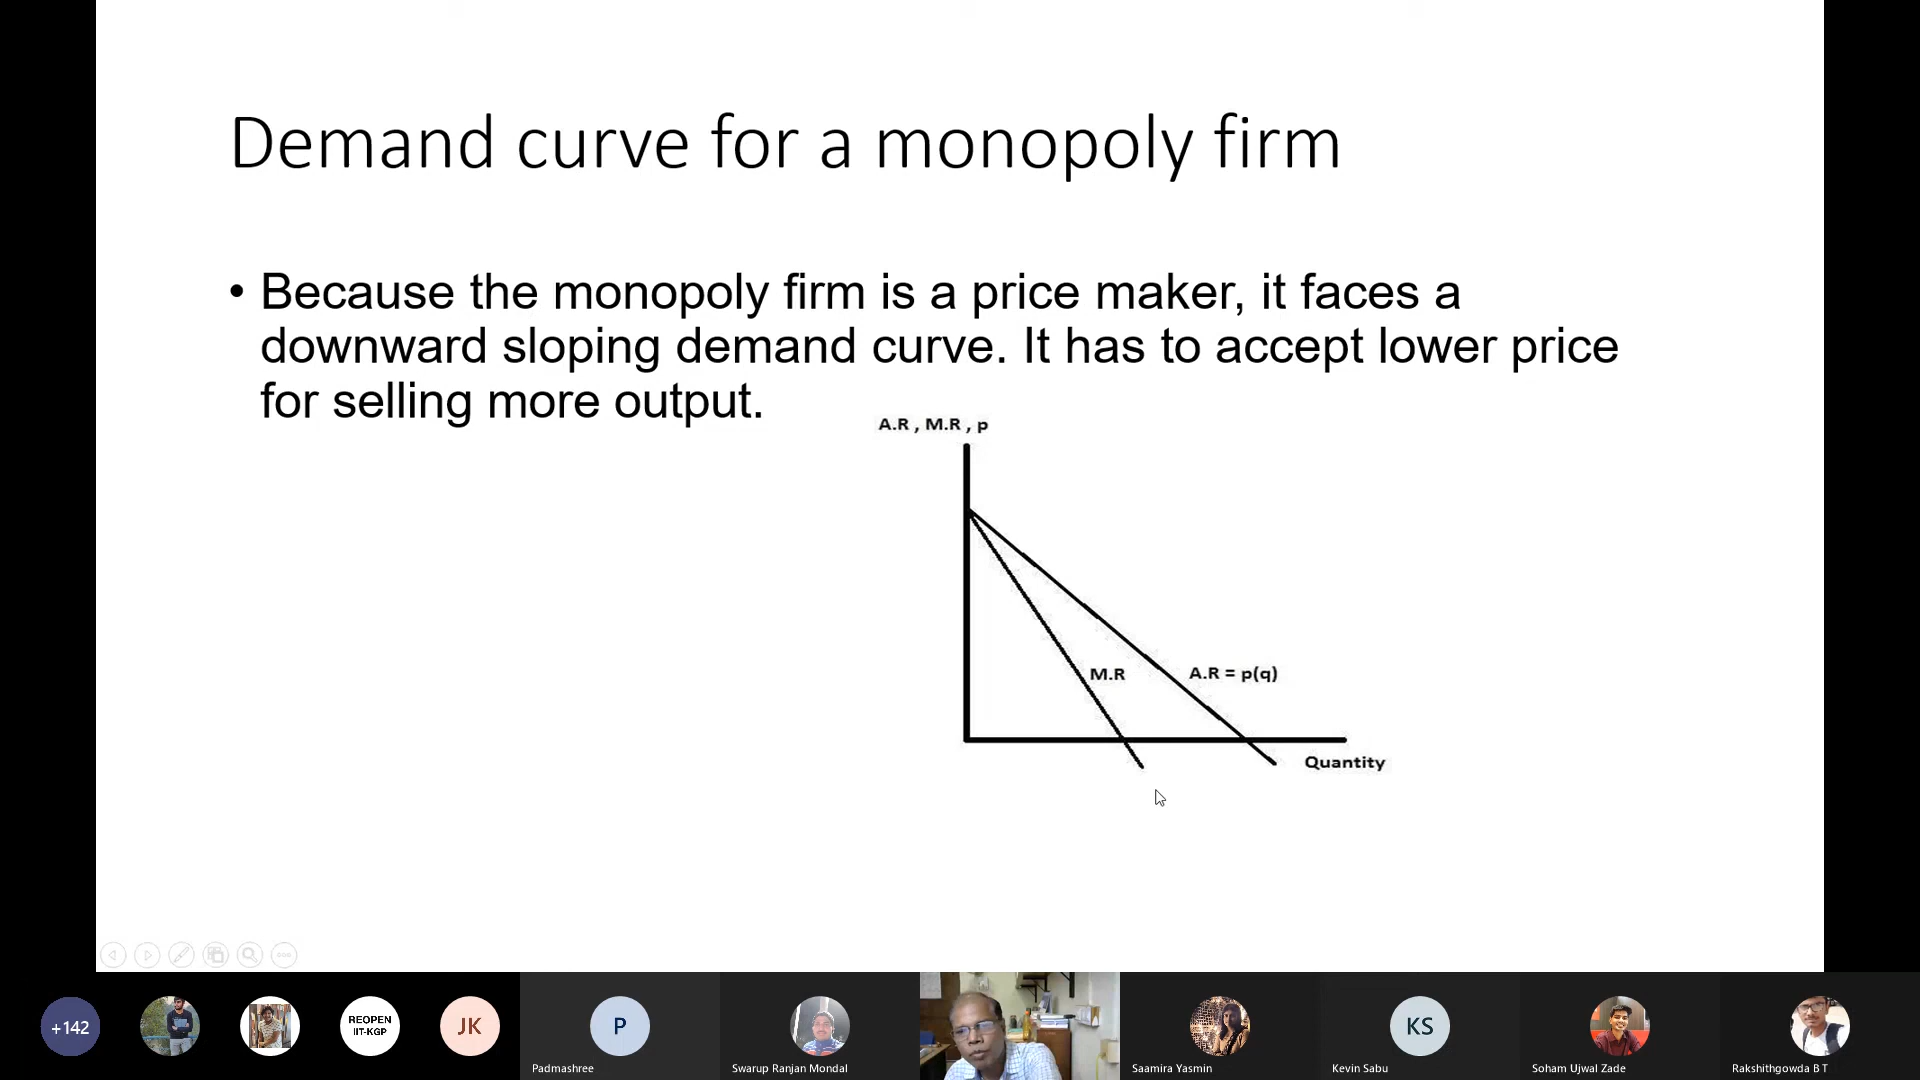 Demand curve for a monopoly firm
• Because the monopoly firm is a price maker, it faces a
downward sloping demand curve. It has to accept lower price
for selling more output.
A.R , M.R , p
M.R
A.R = p(q)
Quantity
+142
REOPEN
IIT-KGP
JK
P
KS
Padmashree
Swarup Ranjan Mondal
Saamira Yasmin
Kevin Sabu
Soham Ujwal Zade
Rakshithgowda B T